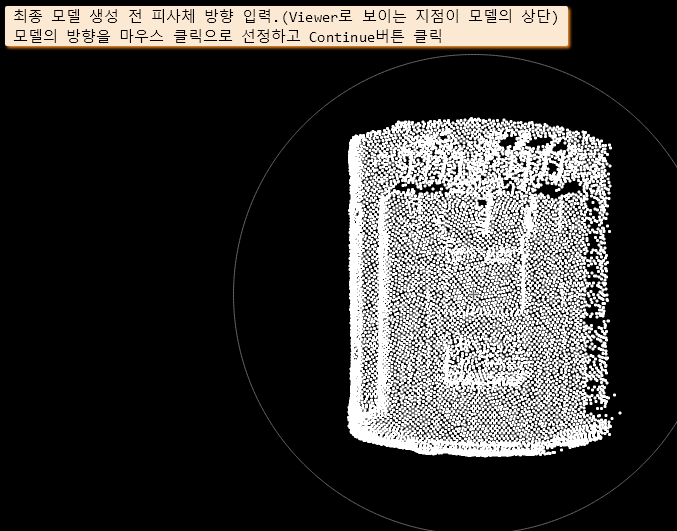 최종 모델 생성 전 피사체 방향 입력.(Viewer로 보이는 지점이 모델의 상단)
모델의 방향을 마우스 클릭으로 선정하고 Continue버튼 클릭